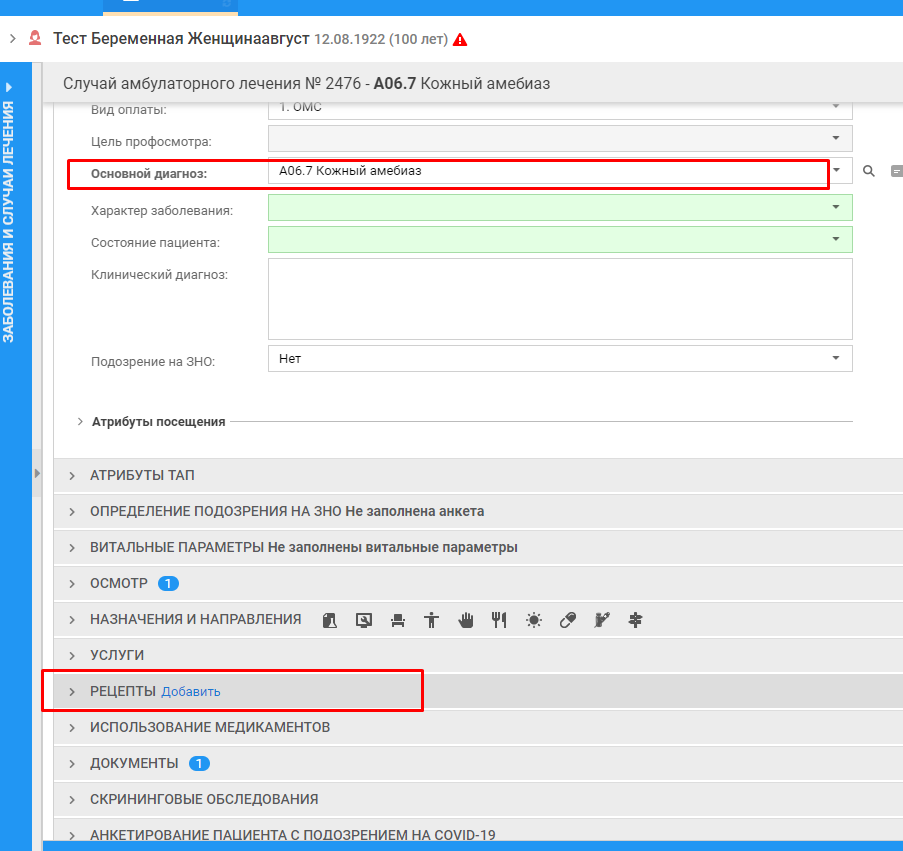 Тест Беременная Женщинаавгуст 12.08.1922 (100 лет)
ЗАБОЛЕВАНИЯ И СЛУЧАИ ЛЕЧЕНИЯ
Случай амбулаторного лечения № 2476 - A06.7 Кожный амебиаз
Вид оплаты: 1. ОМС
Цель профосмотра:
Основной диагноз: A06.7 Кожный амебиаз
Характер заболевания:
Состояние пациента:
Клинический диагноз:
Подозрение на ЗНО: Нет
Атрибуты посещения
АТРИБУТЫ ТАП
ОПРЕДЕЛЕНИЕ ПОДОЗРЕНИЯ НА ЗНО Не заполнена анкета
ВИТАЛЬНЫЕ ПАРАМЕТРЫ Не заполнены витальные параметры
ОСМОТР 1
НАЗНАЧЕНИЯ И НАПРАВЛЕНИЯ
УСЛУГИ
РЕЦЕПТЫ Добавить
ИСПОЛЬЗОВАНИЕ МЕДИКАМЕНТОВ
ДОКУМЕНТЫ 1
СКРИНИНГОВЫЕ ОБСЛЕДОВАНИЯ
АНКЕТИРОВАНИЕ ПАЦИЕНТА С ПОДОЗРЕНИЕМ НА COVID-19